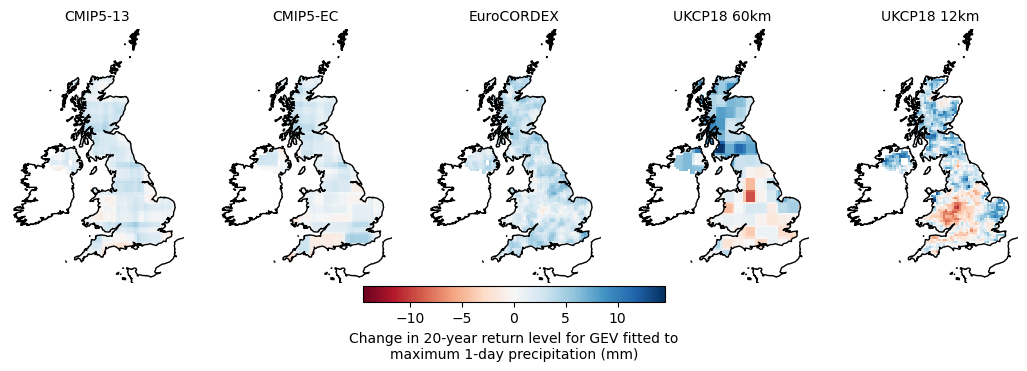 CMIP5-13 CMIP5-EC EuroCORDEX UKCP18 60km UKCP18 12km
−10 −5 0 5 10
Change in 20-year return level for GEV fitted to
maximum 1-day precipitation (mm)